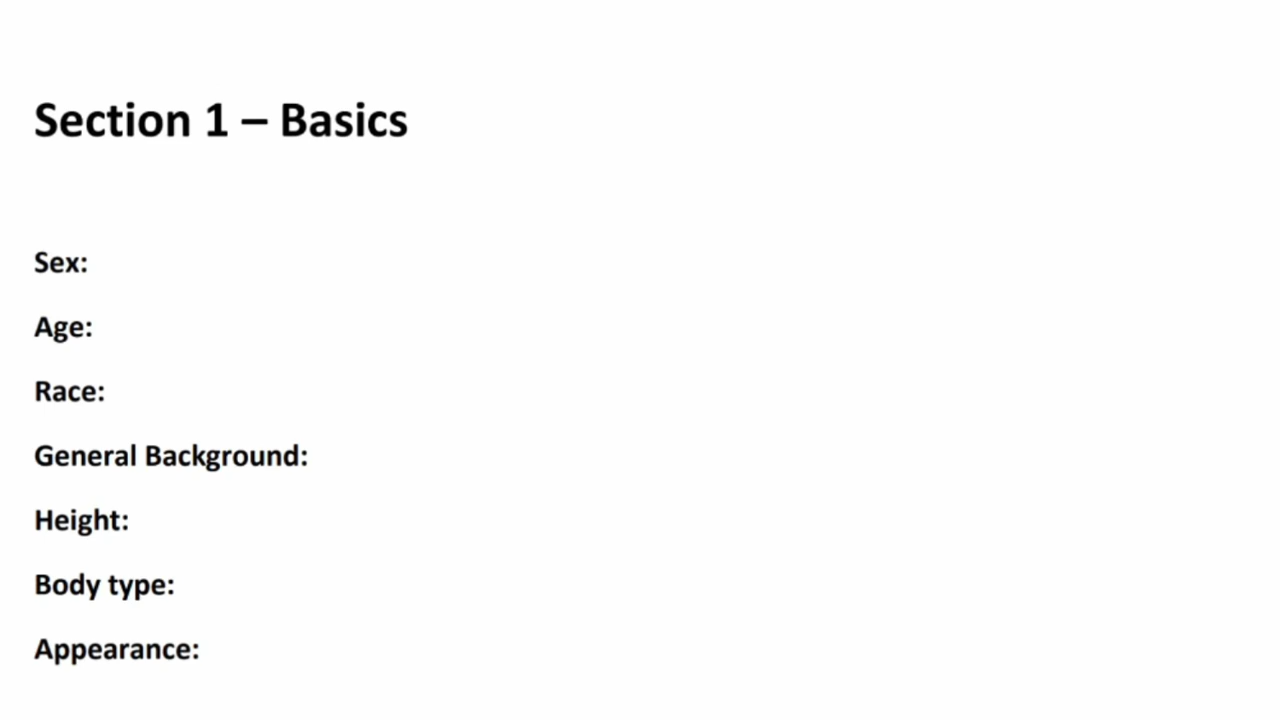 Section 1 – Basics
Sex:
Age:
Race:
General Background:
Height:
Body type:
Appearance: